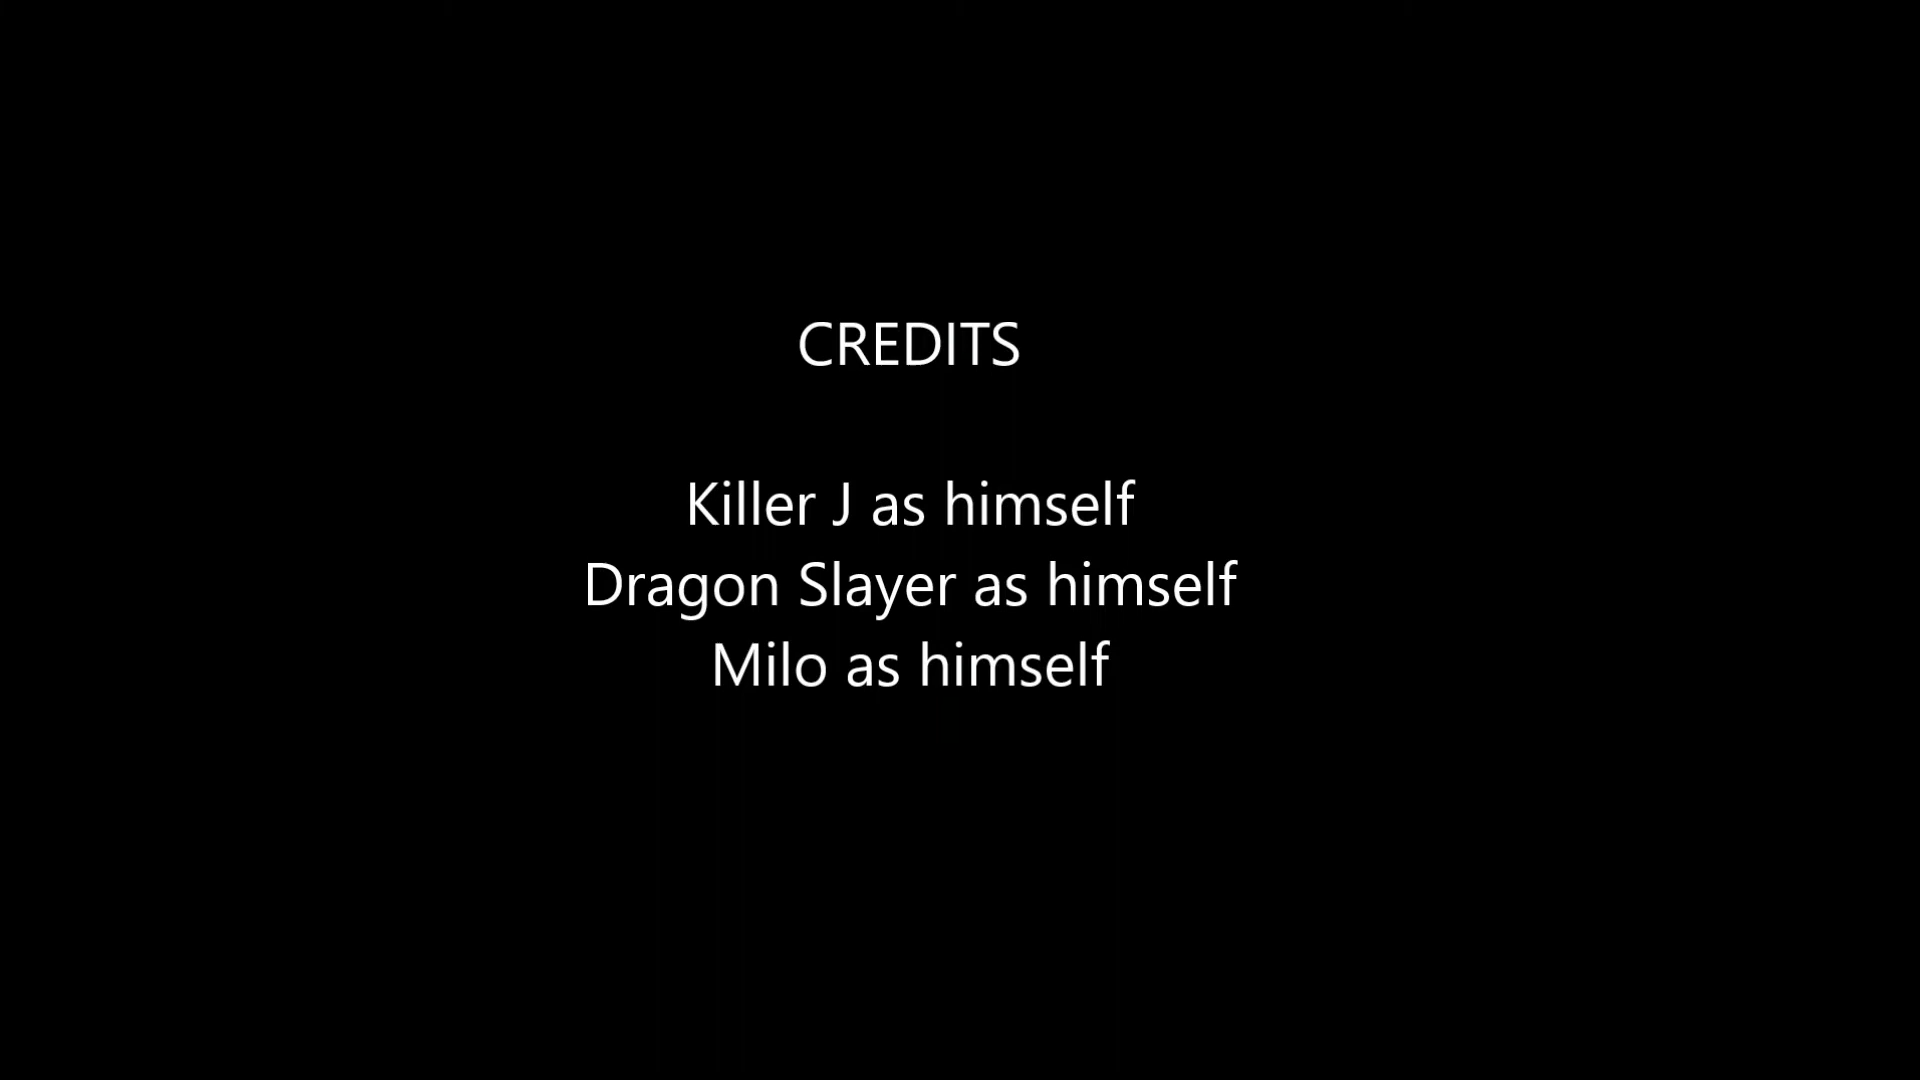 CREDITS
Killer J as himself
Dragon Slayer as himself
Milo as himself